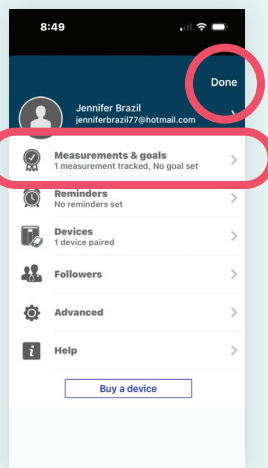 8:49
Done
Jennifer Brazil
jenniferbrazil77@hotmail.com
Measurements & goals
1 measurement tracked, No goal set
Reminders
No reminders set
Devices
1 device paired
Followers
Advanced
i Help
Buy a device